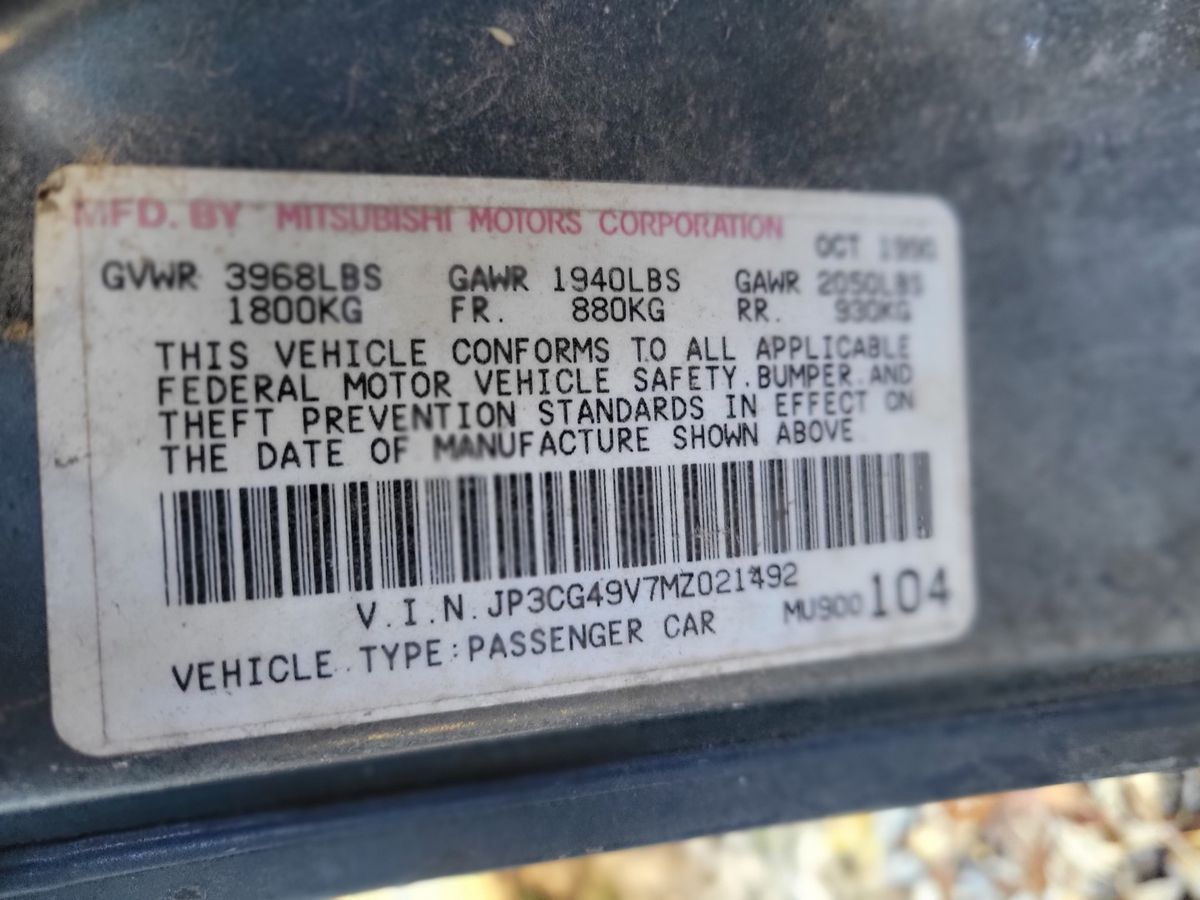 MFD. BY MITSUBISHI MOTORS CORPORATION
OCT 1990
GVWR 3968LBS GAWR 1940LBS GAWR 2050LBS
1800KG FR. 880KG RR. 930KG
THIS VEHICLE CONFORMS TO ALL APPLICABLE
FEDERAL MOTOR VEHICLE SAFETY.BUMPER.AND
THEFT PREVENTION STANDARDS IN EFFECT ON
THE DATE OF MANUFACTURE SHOWN ABOVE
V.I.N.JP3CG49V7MZ021492
MU900104
VEHICLE.TYPE:PASSENGER CAR